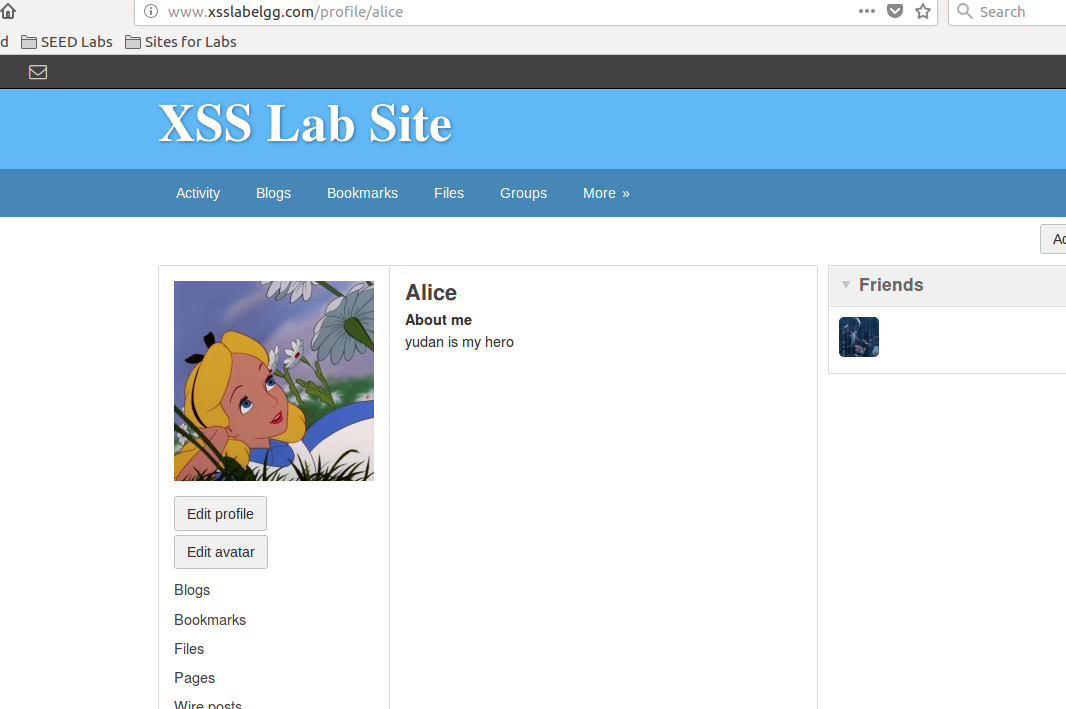 www.xsslabelgg.com/profile/alice
Search
d SEED Labs Sites for Labs
XSS Lab Site
Activity Blogs Bookmarks Files Groups More »
Friends
Alice
About me
yudan is my hero
Edit profile
Edit avatar
Blogs
Bookmarks
Files
Pages
Wire posts